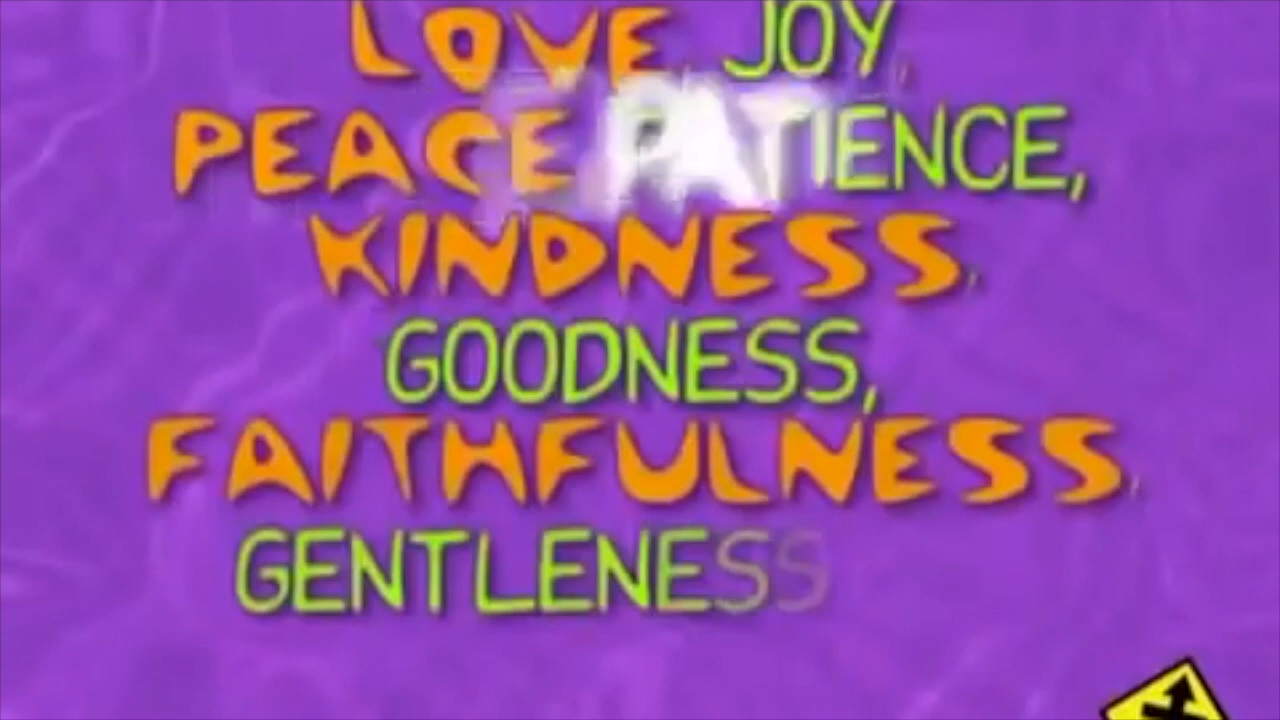 LOVE, JOY,
PEACE, PATIENCE,
KINDNESS,
GOODNESS,
FAITHFULNESS,
GENTLENESS